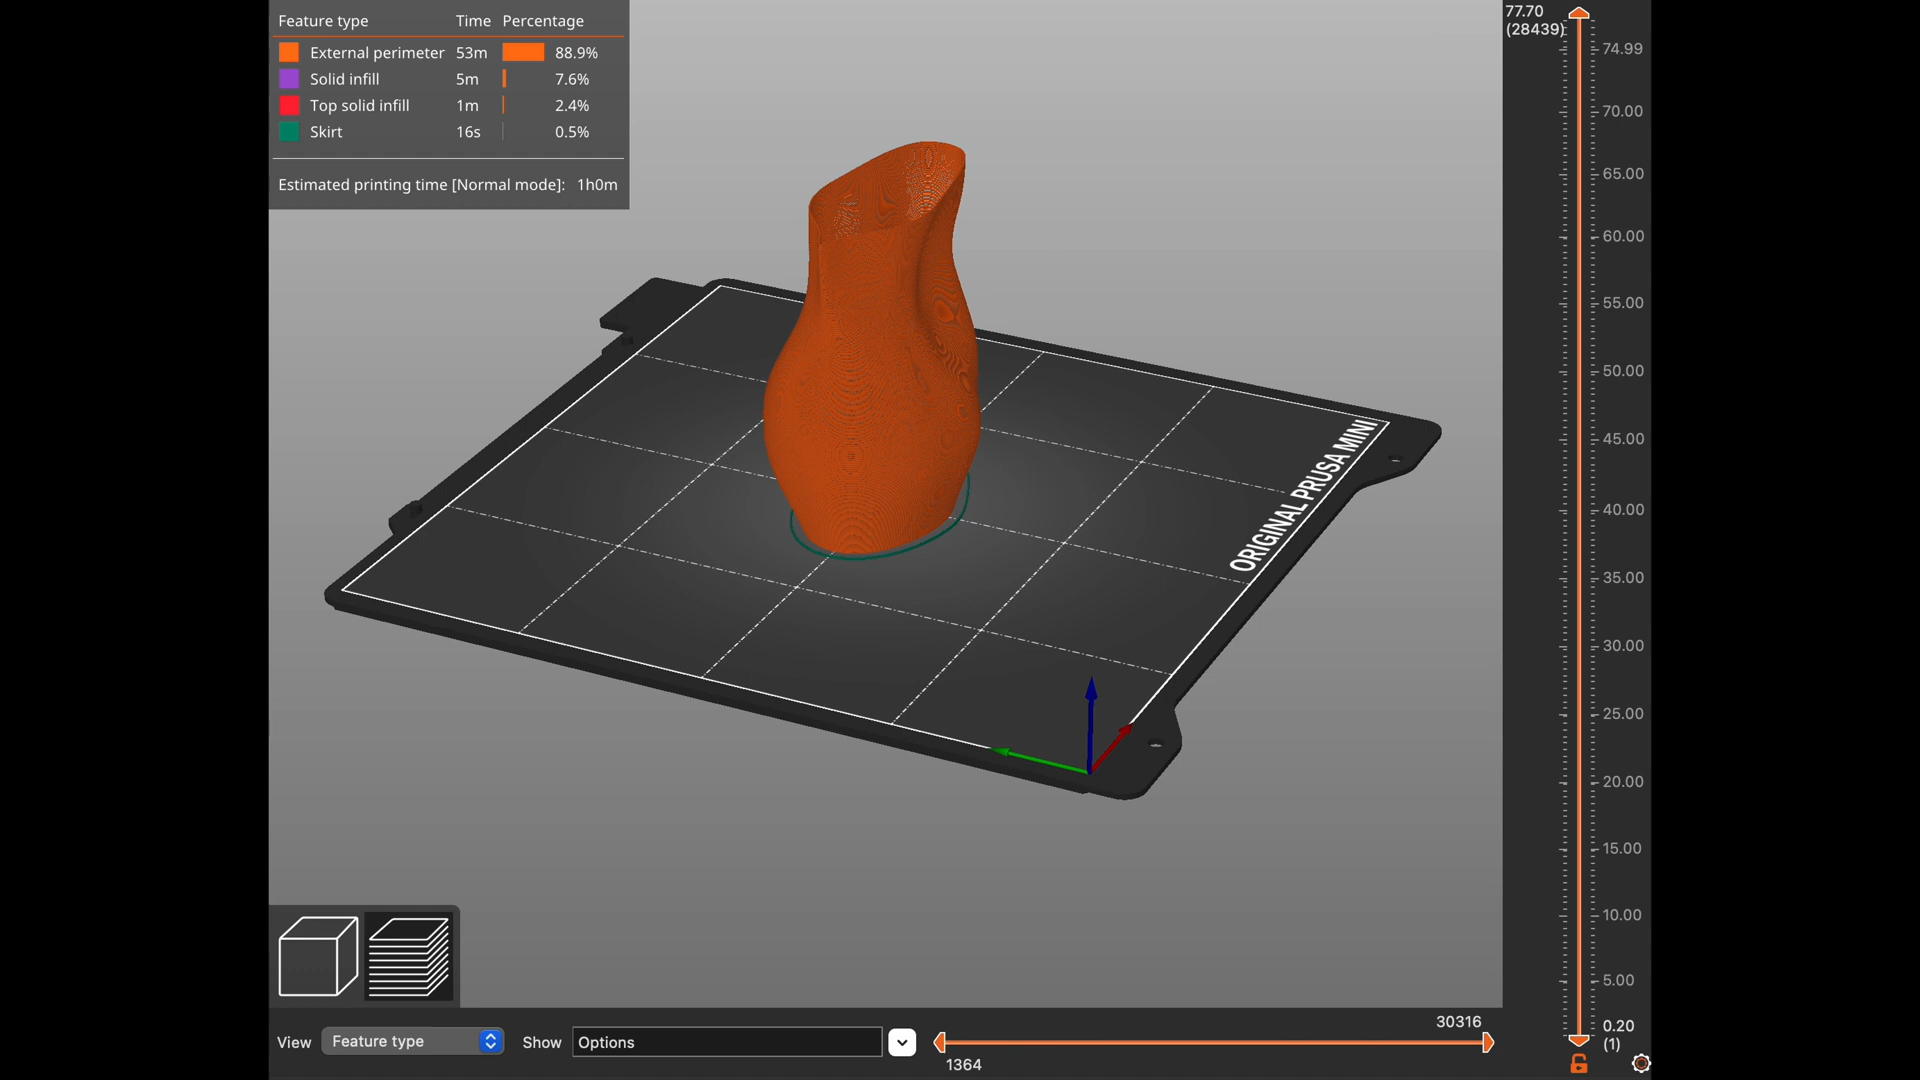 Feature type Time Percentage
External perimeter 53m 88.9%
Solid infill 5m 7.6%
Top solid infill 1m 2.4%
Skirt 16s 0.5%
Estimated printing time [Normal mode]: 1h0m
77.70
(28439)
74.99
70.00
65.00
60.00
55.00
50.00
45.00
40.00
35.00
30.00
25.00
20.00
15.00
10.00
5.00
0.20
(1)
ORIGINAL PRUSA MINI
View Feature type Show Options
30316
1364